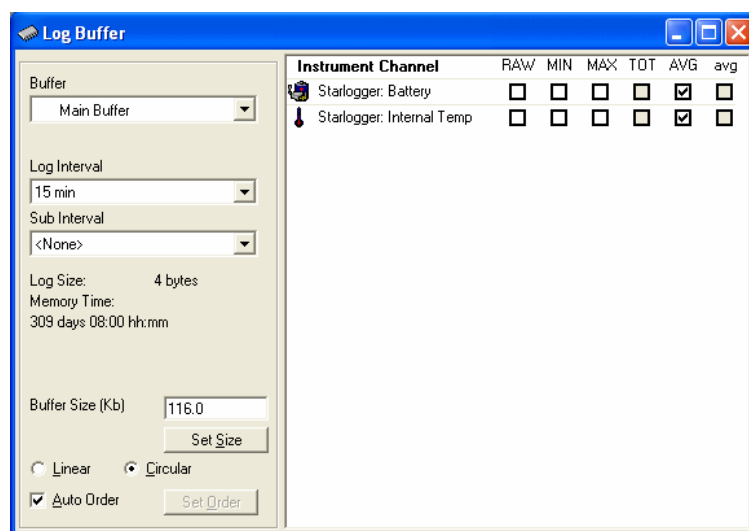 Log Buffer
Buffer
Main Buffer
Log Interval
15 min
Sub Interval
<None>
Log Size: 4 bytes
Memory Time:
309 days 08:00 hh:mm
Buffer Size (Kb) 116.0
Set Size
Linear Circular
Auto Order Set Order
Instrument Channel RAW MIN MAX TOT AVG avg
Starlogger: Battery
Starlogger: Internal Temp